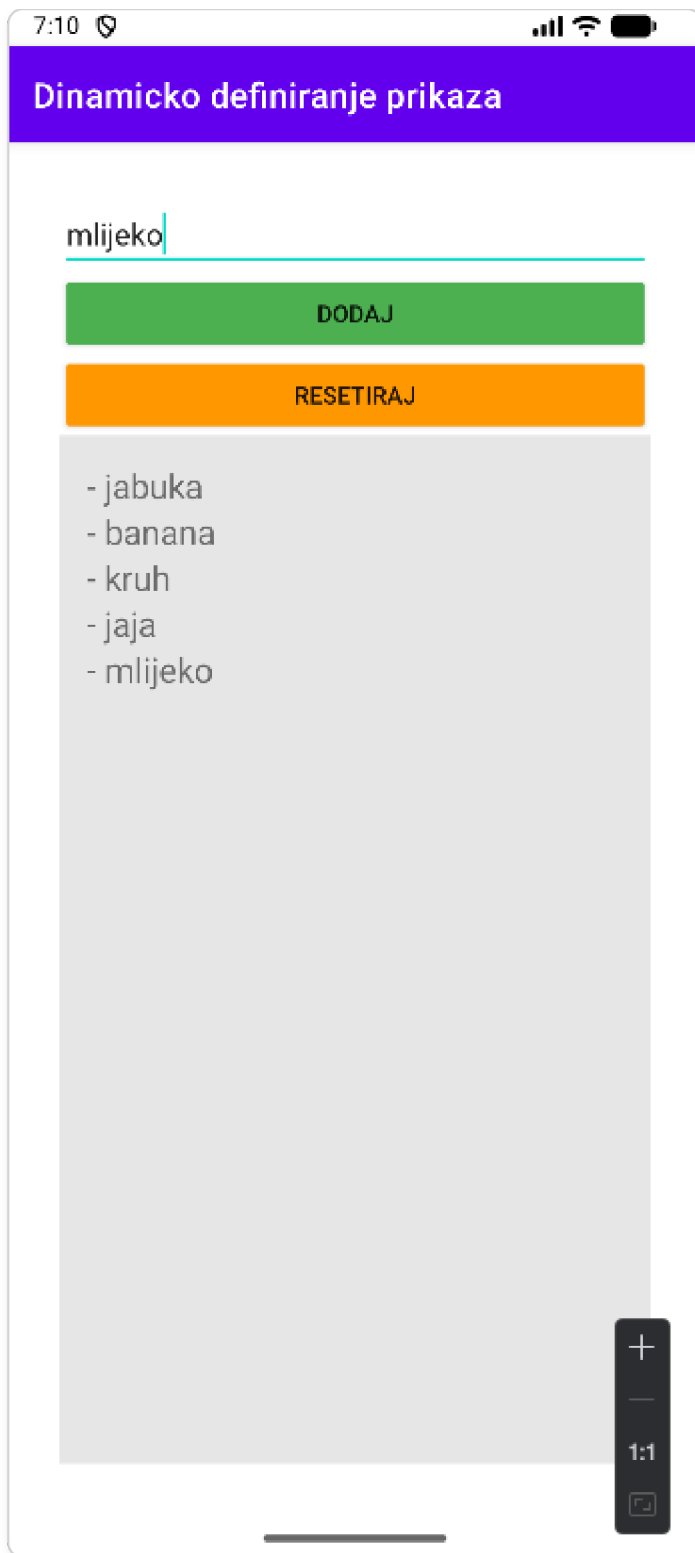 7:10
Dinamicko definiranje prikaza
mlijeko
DODAJ
RESETIRAJ
- jabuka
- banana
- kruh
- jaja
- mlijeko
1:1